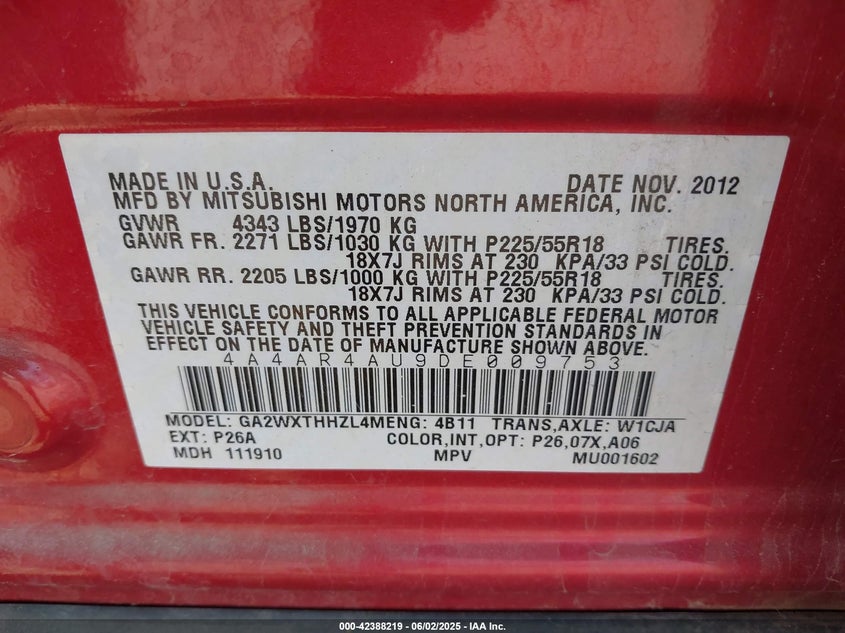 MADE IN U.S.A. DATE NOV. 2012
MFD BY MITSUBISHI MOTORS NORTH AMERICA, INC.
GVWR 4343 LBS/1970 KG
GAWR FR. 2271 LBS/1030 KG WITH P225/55R18 TIRES.
18X7J RIMS AT 230 KPA/33 PSI COLD.
GAWR RR. 2205 LBS/1000 KG WITH P225/55R18 TIRES.
18X7J RIMS AT 230 KPA/33 PSI COLD.
THIS VEHICLE CONFORMS TO ALL APPLICABLE FEDERAL MOTOR
VEHICLE SAFETY AND THEFT PREVENTION STANDARDS IN
EFFECT ON THE DATE OF MANUFACTURE SHOWN ABOVE.
4A4AR4AU9DE009753
MODEL: GA2WXTHHZL4MENG: 4B11 TRANS,AXLE: W1CJA
EXT: P26A COLOR,INT,OPT: P26,07X,A06
MDH 111910 MPV MU001602
000-42388219 - 06/02/2025 - IAA Inc.